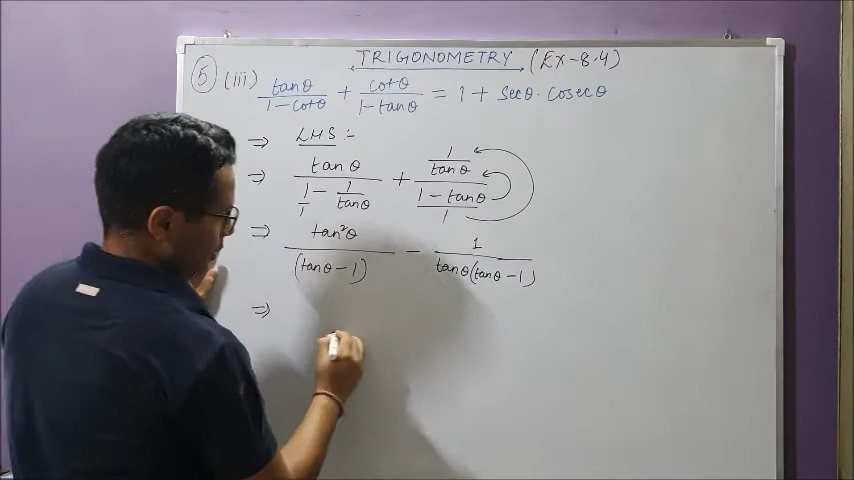 TRIGONOMETRY (EX-8.4)
⑤ (iii) tanθ/(1-cotθ) + cotθ/(1-tanθ) = 1 + secθ·cosecθ
⇒ LHS :-
⇒ tanθ/(1/1 - 1/tanθ) + (1/tanθ)/((1-tanθ)/1)
⇒ tan²θ/(tanθ-1) - 1/(tanθ(tanθ-1))
⇒